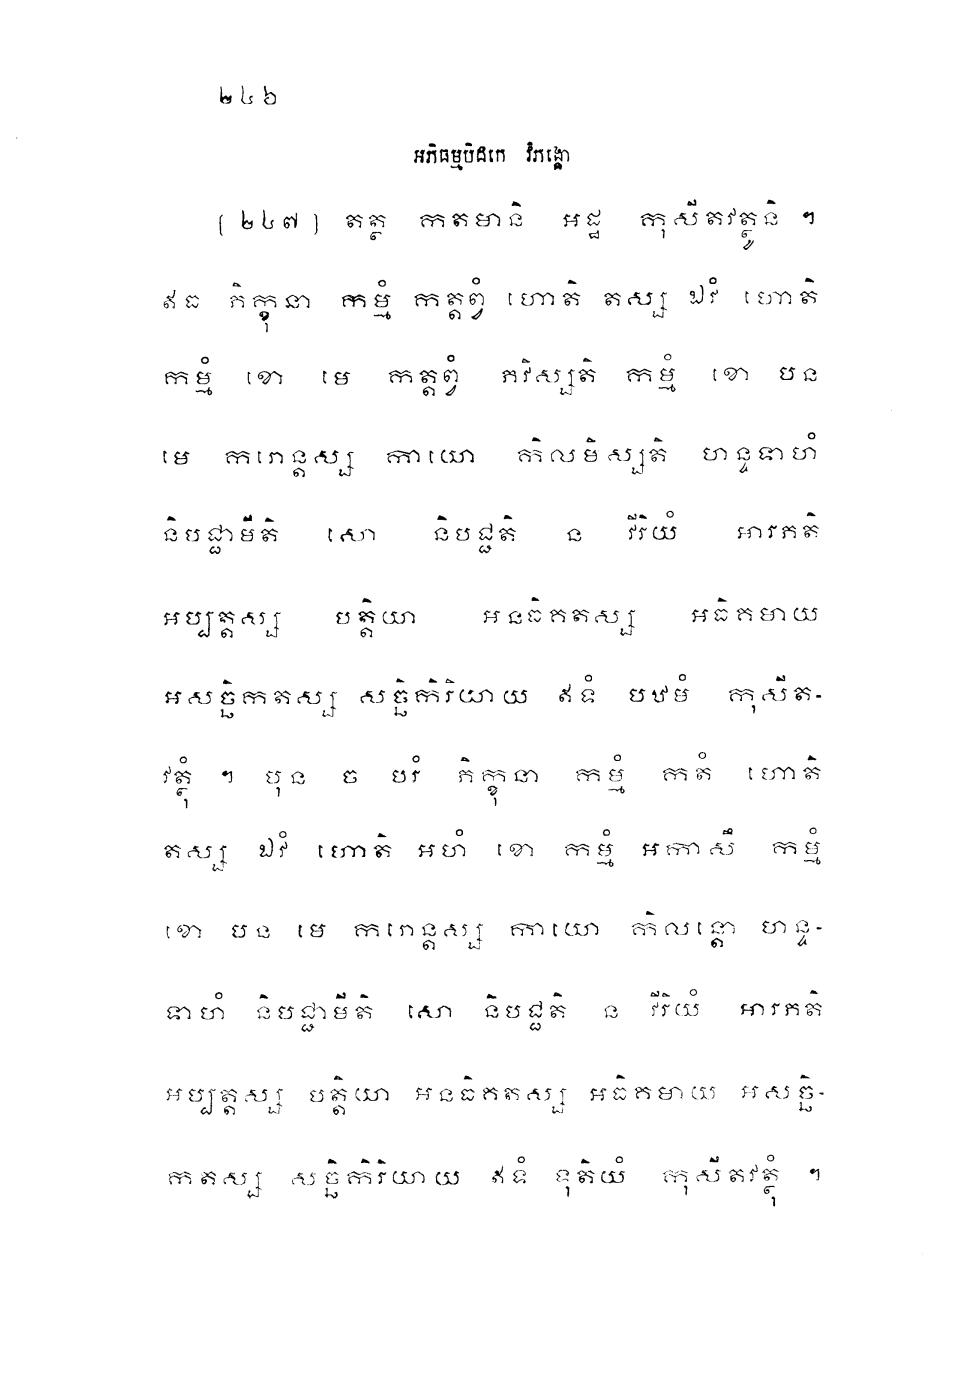 ២៤៦
អភិធម្មបិដកេ វិភង្គោ
(២៤៧) តត្ថ កតមានិ អដ្ឋ កុសីតវត្ថូនិ ។
ឥធ ភិក្ខុនា កម្មំ កត្តព្វំ ហោតិ តស្ស ឯវំ ហោតិ
កម្មំ ខោ មេ កត្តព្វំ ភវិស្សតិ កម្មំ ខោ បន
មេ ករោន្តស្ស កាយោ កិលមិស្សតិ ហន្ទទាហំ
និបជ្ជាមីតិ សោ និបជ្ជតិ ន វីរិយំ អារភតិ
អប្បត្តស្ស បត្តិយា អនធិកតស្ស អធិកមាយ
អសច្ឆិកតស្ស សច្ឆិកិរិយាយ ឥទំ បឋមំ កុសីត-
វត្ថុំ ។ បុន ច បរំ ភិក្ខុនា កម្មំ កតំ ហោតិ
តស្ស ឯវំ ហោតិ អហំ ខោ កម្មំ អកាសឹ កម្មំ
ខោ បន មេ ករោន្តស្ស កាយោ កិលន្តោ ហន្ទ-
ទាហំ និបជ្ជាមីតិ សោ និបជ្ជតិ ន វីរិយំ អារភតិ
អប្បត្តស្ស បត្តិយា អនធិកតស្ស អធិកមាយ អសច្ឆិ-
កតស្ស សច្ឆិកិរិយាយ ឥទំ ទុតិយំ កុសីតវត្ថុំ ។